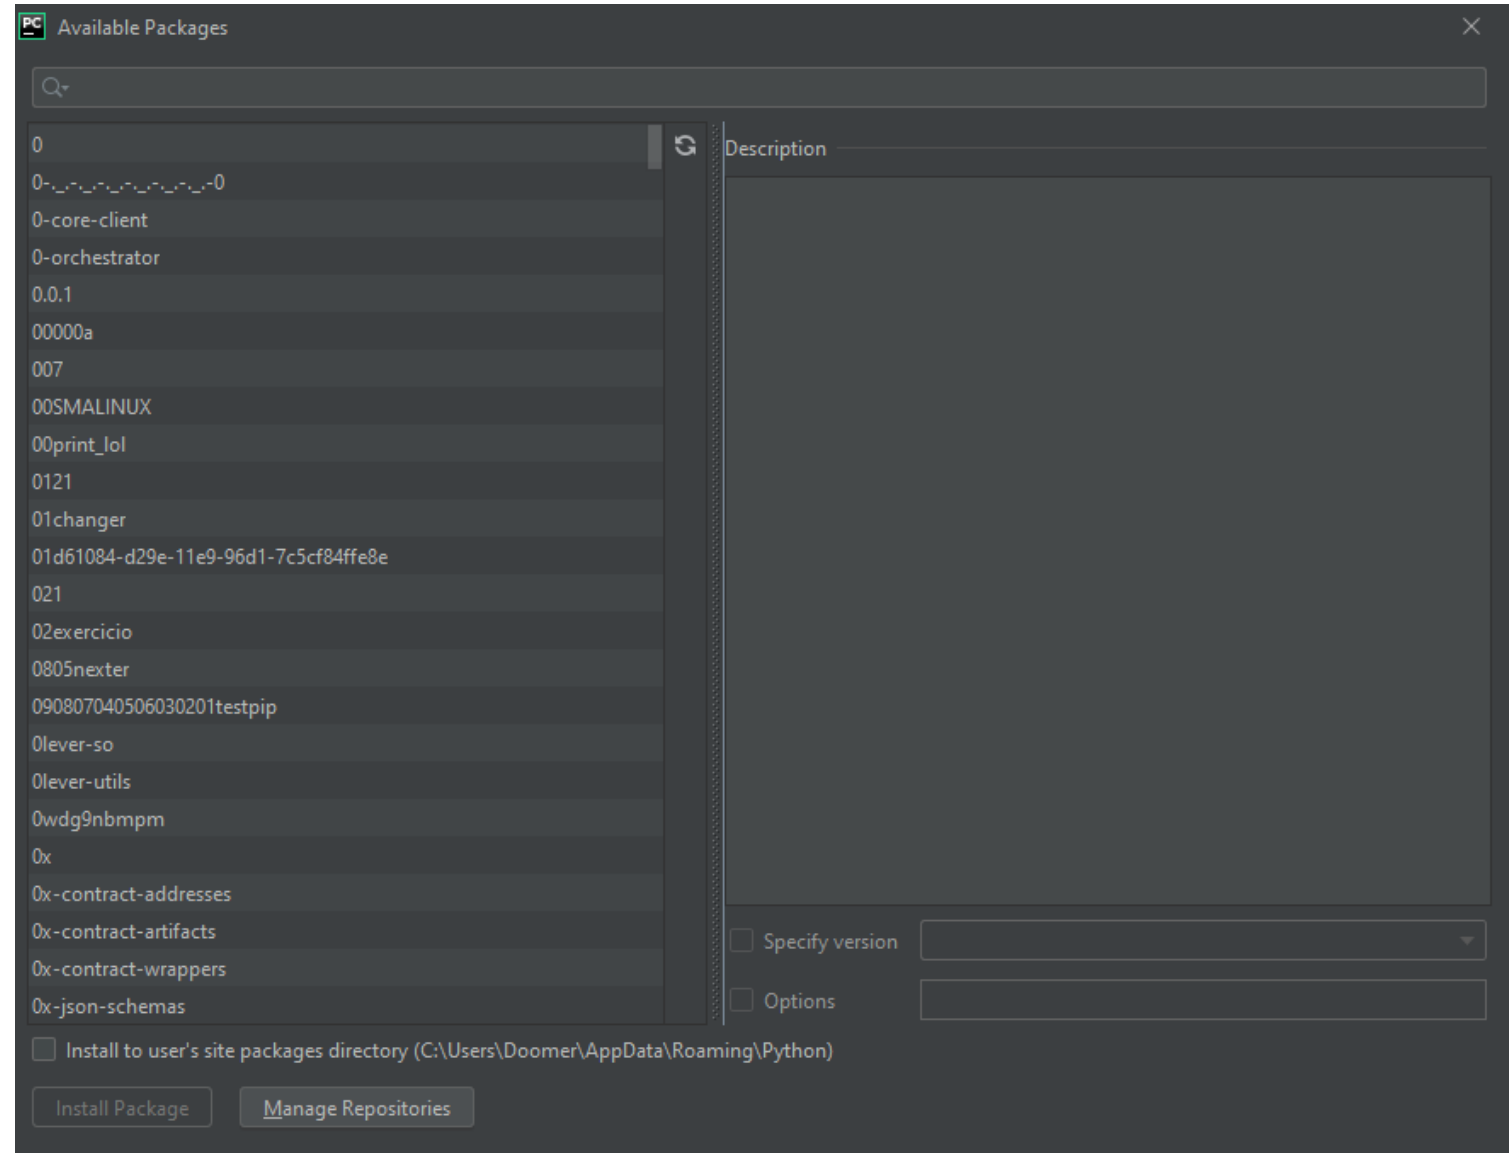 PC Available Packages
0
0-._.-._.-._.-._.-._.-._.-0
0-core-client
0-orchestrator
0.0.1
00000a
007
00SMALINUX
00print_lol
0121
01changer
01d61084-d29e-11e9-96d1-7c5cf84ffe8e
021
02exercicio
0805nexter
090807040506030201testpip
0lever-so
0lever-utils
0wdg9nbmpm
0x
0x-contract-addresses
0x-contract-artifacts
0x-contract-wrappers
0x-json-schemas
Description
Specify version
Options
Install to user's site packages directory (C:\Users\Doomer\AppData\Roaming\Python)
Install Package
Manage Repositories